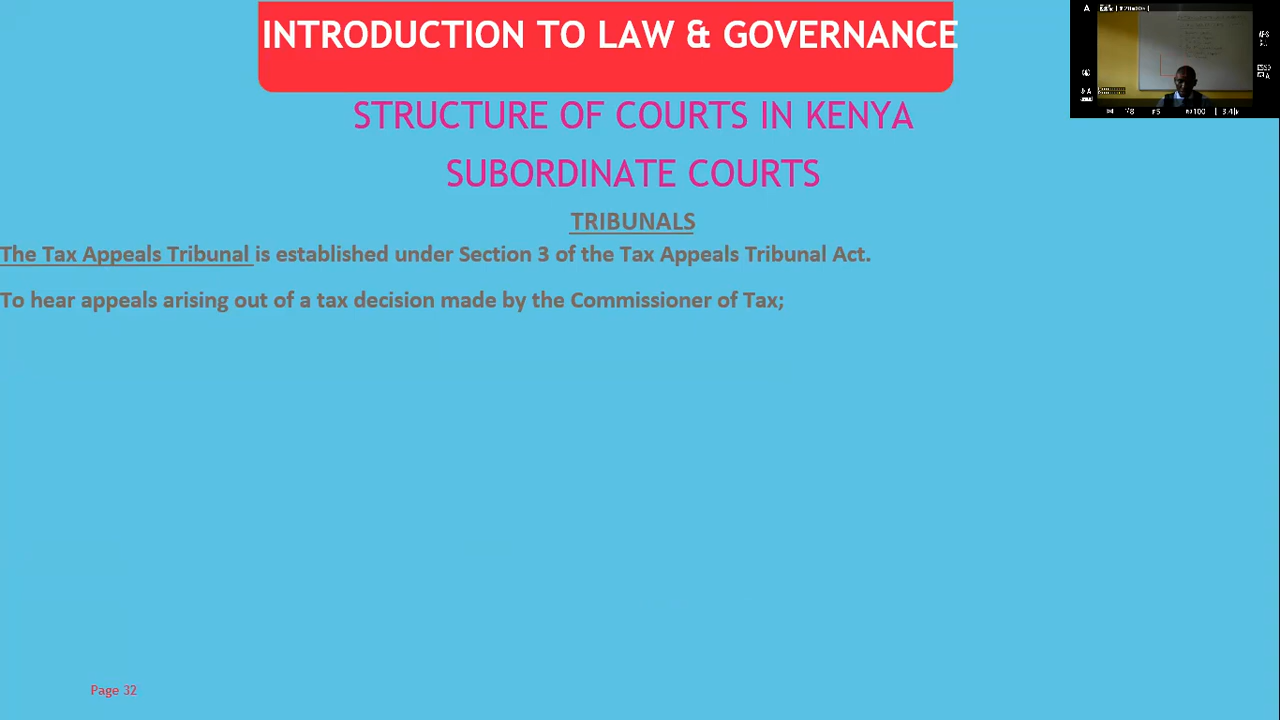 INTRODUCTION TO LAW & GOVERNANCE
STRUCTURE OF COURTS IN KENYA
SUBORDINATE COURTS
TRIBUNALS
The Tax Appeals Tribunal is established under Section 3 of the Tax Appeals Tribunal Act.
To hear appeals arising out of a tax decision made by the Commissioner of Tax;
Page 32